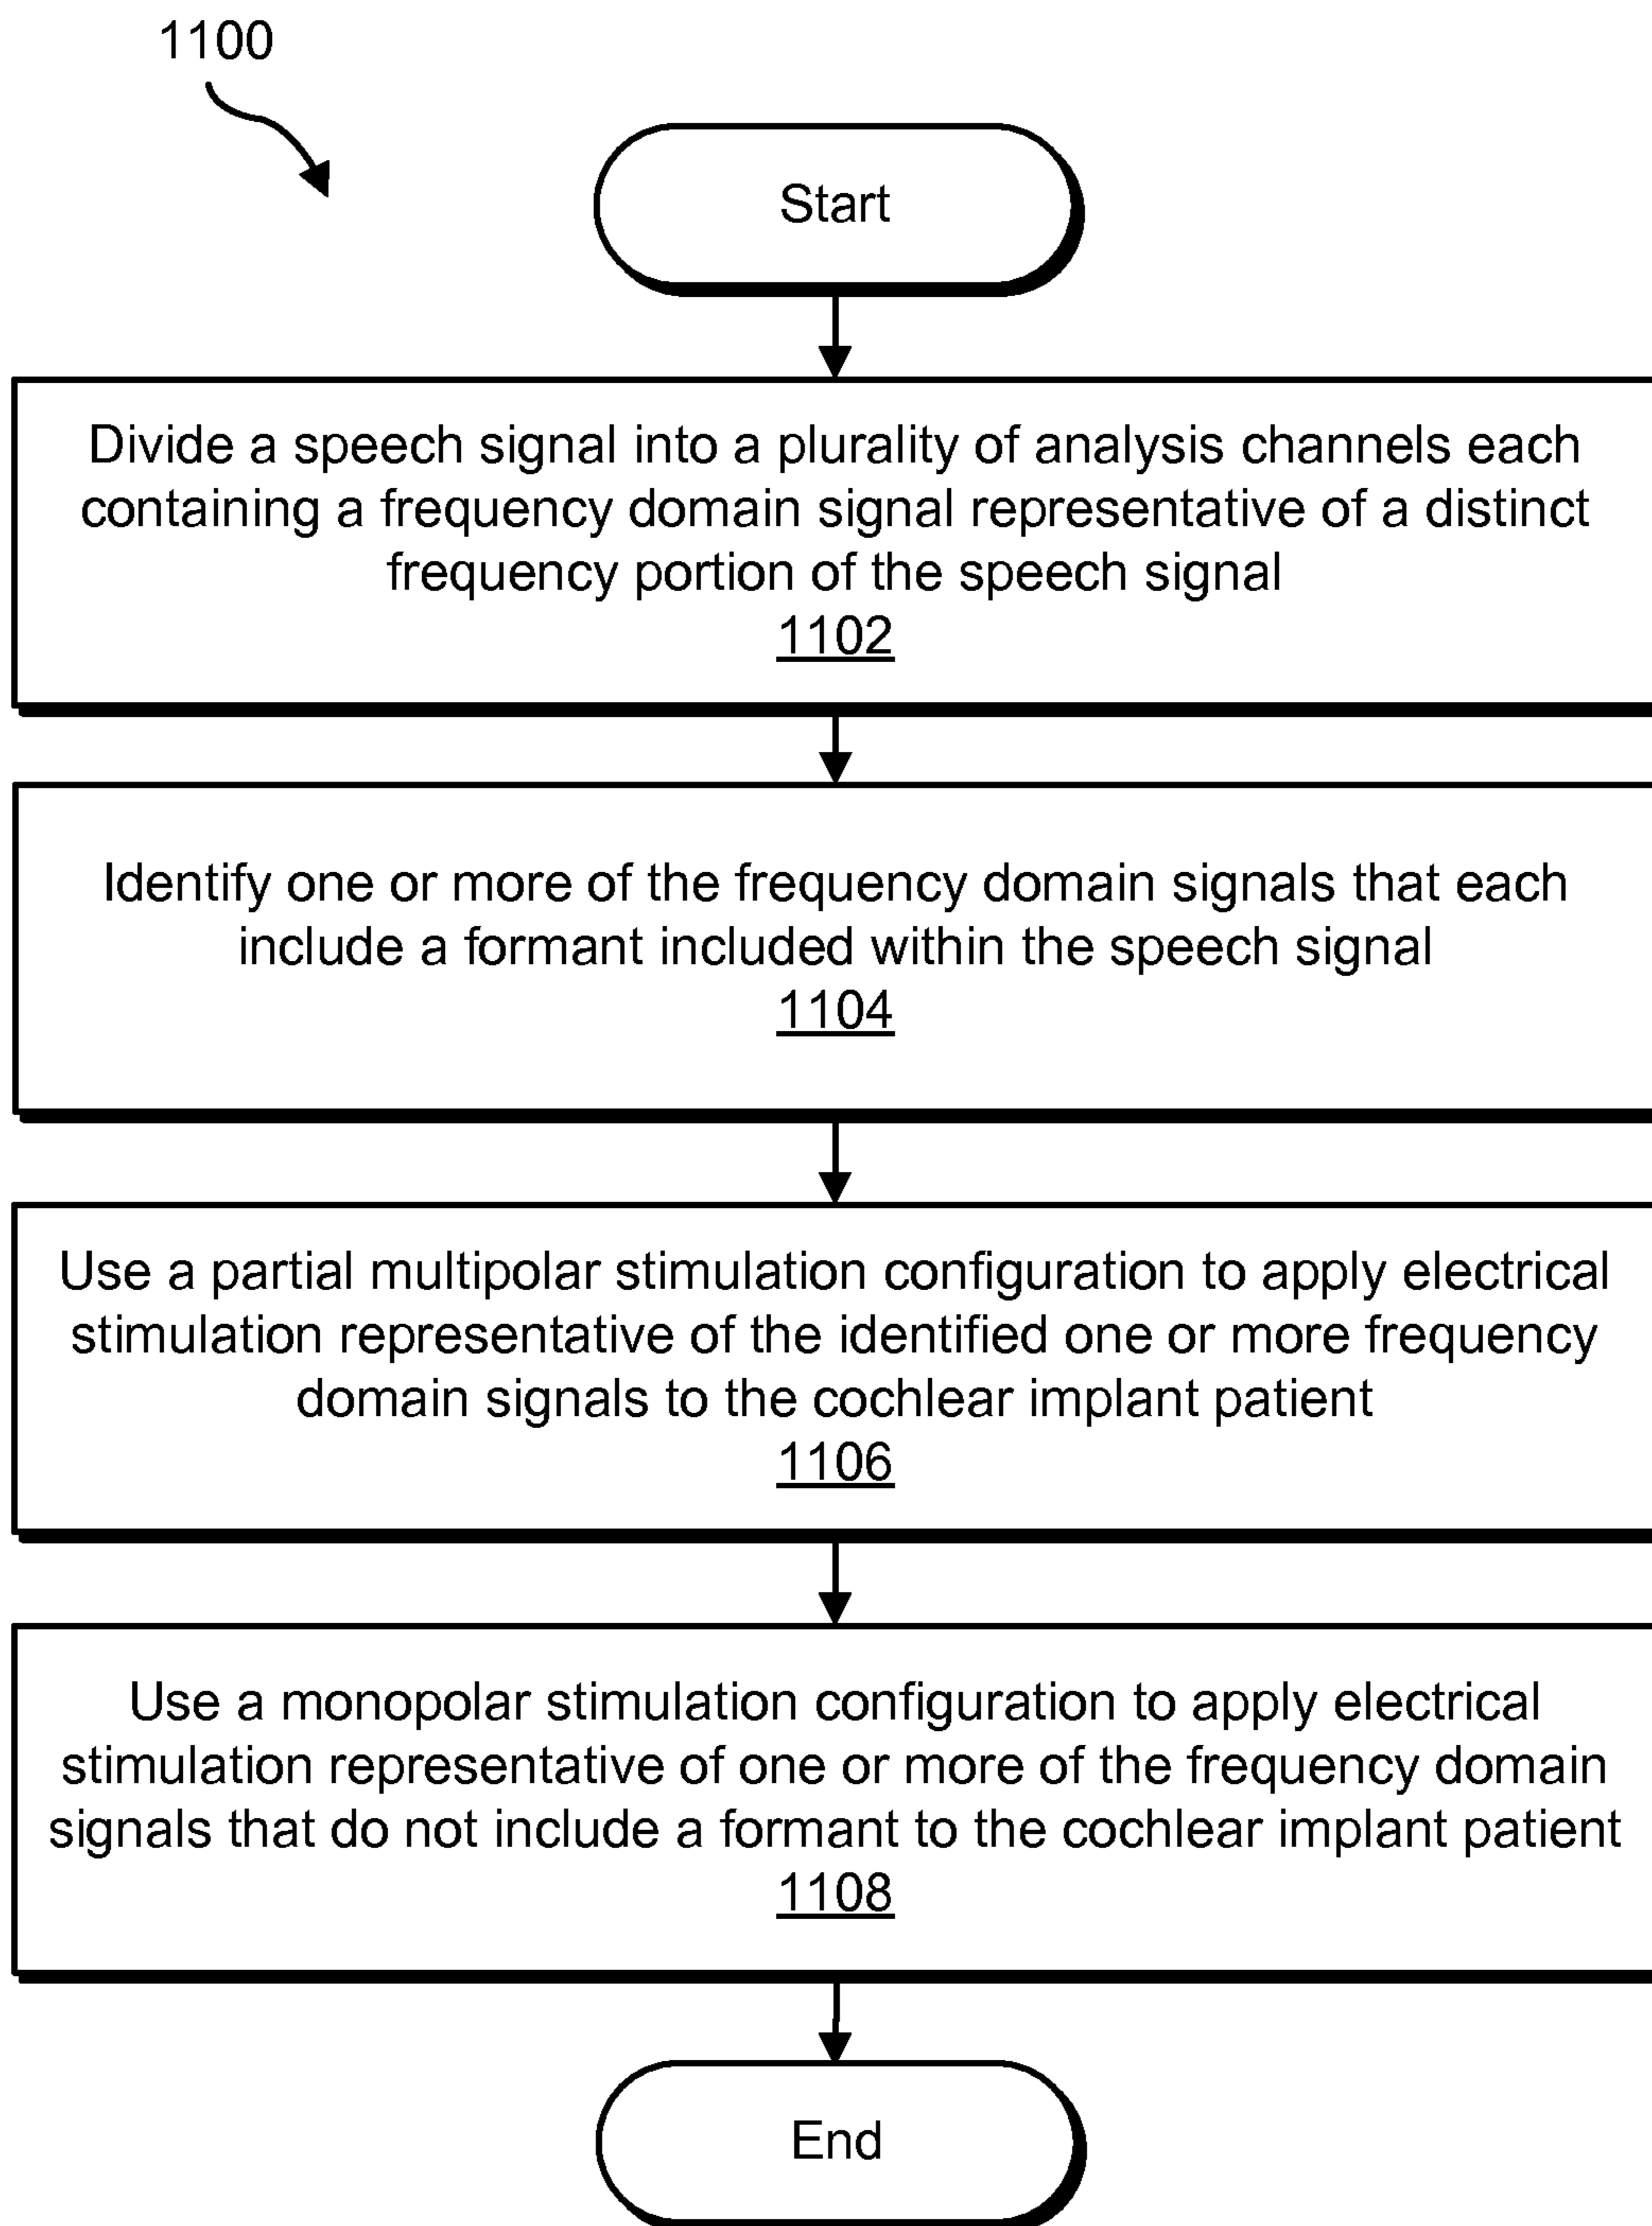 1100
Start
Divide a speech signal into a plurality of analysis channels each
containing a frequency domain signal representative of a distinct
frequency portion of the speech signal
1102
Identify one or more of the frequency domain signals that each
include a formant included within the speech signal
1104
Use a partial multipolar stimulation configuration to apply electrical
stimulation representative of the identified one or more frequency
domain signals to the cochlear implant patient
1106
Use a monopolar stimulation configuration to apply electrical
stimulation representative of one or more of the frequency domain
signals that do not include a formant to the cochlear implant patient
1108
End